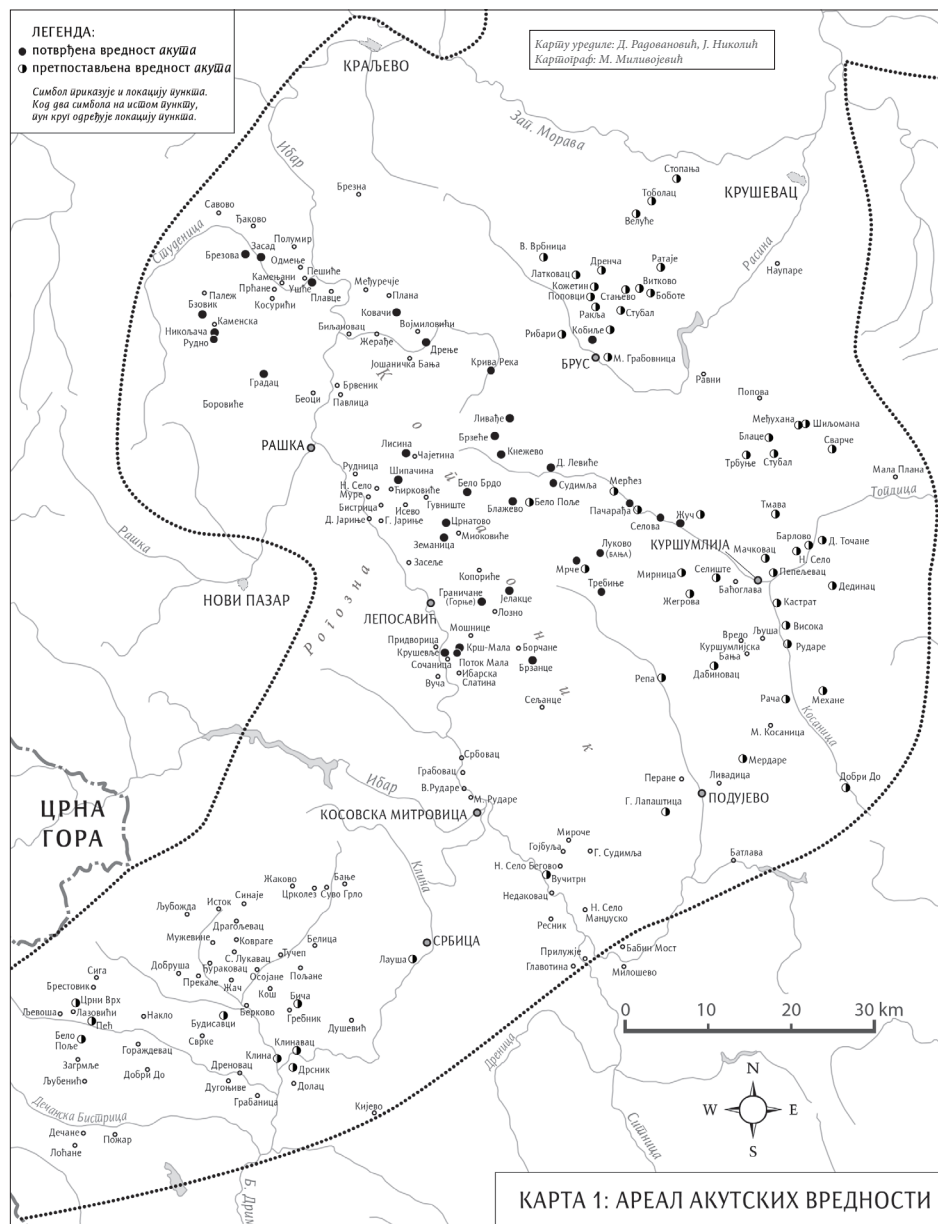 ЛЕГЕНДА:
потврђена вредност акута
претпостављена вредност акута
Симбол приказује и локацију пункта.
Код два симбола на истом пункту,
пун круг одређује локацију пункта.
Карту уредиле: Д. Радовановић, Ј. Николић
Картограф: М. Миливојевић
КРАЉЕВО
Зап. Морава
Ибар
Стопања
Тоболац
Велуће
КРУШЕВАЦ
Брезна
Савово
Ђаково
Студеница
Полумир
Засад
Брезова
Одмење
Пешиће
Камењани
Ушће
Прћане
Косурићи
Плавце
Међуречје
Плана
Палеж
Бзовик
Каменска
Никољача
Рудно
Ковачи
Војмиловићи
Биљановац
Жераће
Дрење
Јошаничка Бања
В. Врбница
Латковац
Дренча
Ратаје
Кожетин
Витково
Поповци
Стањево
Боботе
Ракља
Стубал
Рибари
Кобиље
БРУС
М. Грабовница
Расина
Наупаре
Равни
Крива Река
Градац
Боровиће
Беоци
Брвеник
Павлица
РАШКА
К о п а о н и к
Ливађе
Брзеће
Кнежево
Д. Левиће
Судимља
Попова
Међухана
Шиљомана
Блаце
Сварче
Трбуње
Стубал
Мала Плана
Топлица
Лисина
Чајетина
Рудница
Шипачина
Н. Село
Ћирковиће
Муре
Гувниште
Бистрица
Исево
Д. Јариње
Г. Јариње
Бело Брдо
Блажево
Бело Поље
Црнатово
Миоковиће
Земаница
Засеље
Мерћез
Пачарађа
Селова
Жуч
Тмава
КУРШУМЛИЈА
Барлово
Д. Точане
Мачковац
Н. Село
Пепељевац
Луково
(бања)
Мрче
Требиње
Мирница
Селиште
Баћоглава
Жегрова
Дединац
Кастрат
Висока
Рударе
Врело
Љуша
Куршумлијска
Бања
Дабиновац
Рашка
НОВИ ПАЗАР
Рогозна
Копориће
Граничане
(Горње)
Јелакце
ЛЕПОСАВИЋ
Лозно
Мошнице
Придворица
Крушевље
Крш-Мала
Борчане
Сочаница
Поток Мала
Брзанце
Ибарска
Слатина
Вуча
Сељанце
Репа
Рача
Механе
Косаница
М. Косаница
Мердаре
Добри До
Србовац
Грабовац
В.Рударе
М. Рударе
Ибар
КОСОВСКА МИТРОВИЦА
Перане
Ливадица
ПОДУЈЕВО
Г. Лапаштица
ЦРНА
ГОРА
Мироче
Гојбуља
Г. Судимља
Батлава
Н. Село Бегово
Вучитрн
Недаковац
Н. Село
Манџуско
Ресник
Прилужје
Бабин Мост
Главотина
Милошево
Клина
Жаково
Бање
Црколез
Суво Грло
Синаје
Исток
Љубожда
Драгољевац
Мужевине
Ковраге
Белица
СРБИЦА
Лауша
С. Лукавац
Тучеп
Добруша
Ђураковац
Осојане
Пољане
Прекале
Жач
Кош
Сига
Брестовик
Црни Врх
Љевоша
Лазовићи
Пећ
Накло
Бича
Берково
Гребник
Будисавци
Душевић
Сврке
Бело
Поље
Гораждевац
Клинавац
Клина
Загрмље
Дреновац
Дрсник
Љубенић
Добри До
Дугоњиве
Долац
Грабаница
Кијево
Дечанска Бистрица
Дечане
Пожар
Лоћане
Б. Дрим
Дреница
Ситница
0 10 20 30 km
N
W E
S
КАРТА 1: АРЕАЛ АКУТСКИХ ВРЕДНОСТИ